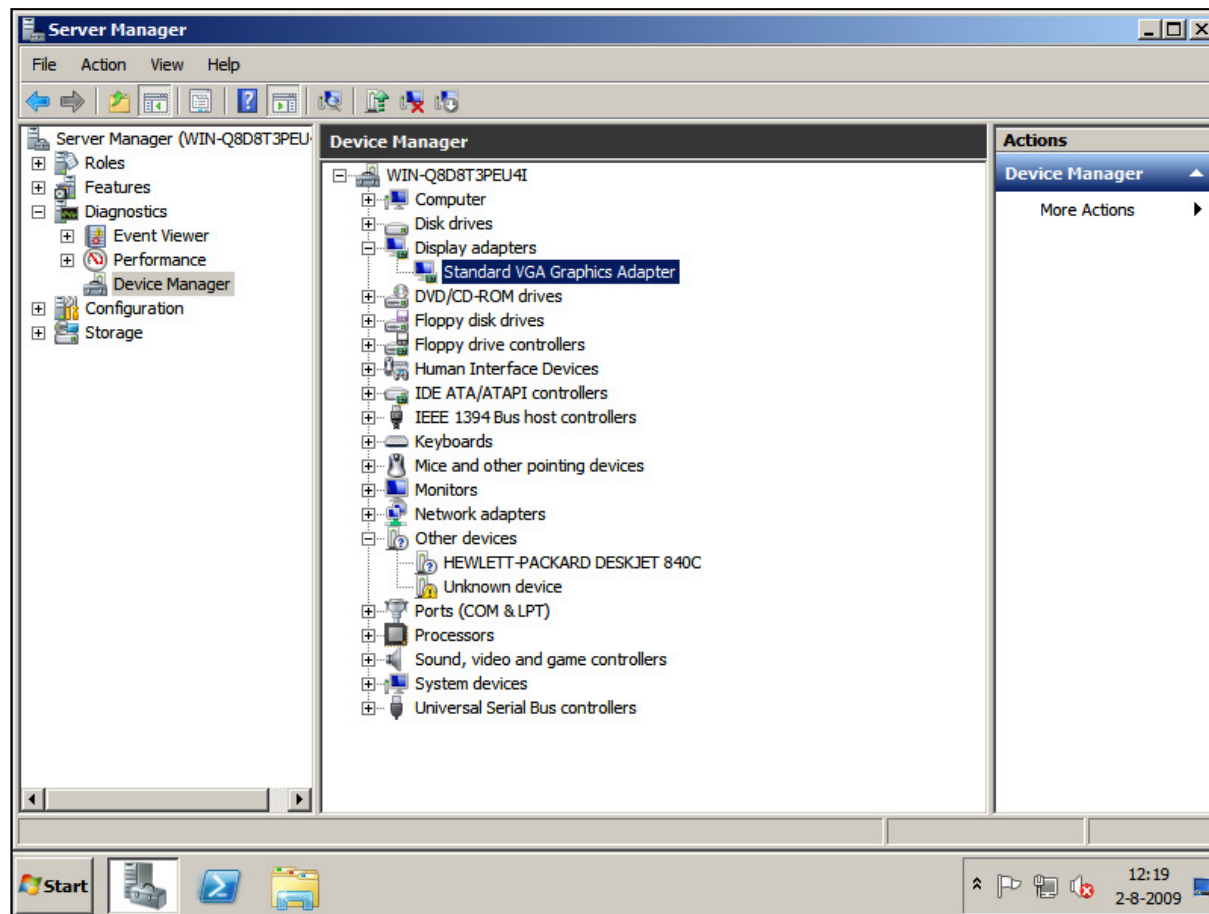 Server Manager
File Action View Help
Server Manager (WIN-Q8D8T3PEU
Roles
Features
Diagnostics
Event Viewer
Performance
Device Manager
Configuration
Storage
Device Manager
WIN-Q8D8T3PEU4I
Computer
Disk drives
Display adapters
Standard VGA Graphics Adapter
DVD/CD-ROM drives
Floppy disk drives
Floppy drive controllers
Human Interface Devices
IDE ATA/ATAPI controllers
IEEE 1394 Bus host controllers
Keyboards
Mice and other pointing devices
Monitors
Network adapters
Other devices
HEWLETT-PACKARD DESKJET 840C
Unknown device
Ports (COM & LPT)
Processors
Sound, video and game controllers
System devices
Universal Serial Bus controllers
Actions
Device Manager
More Actions
Start
12:19
2-8-2009